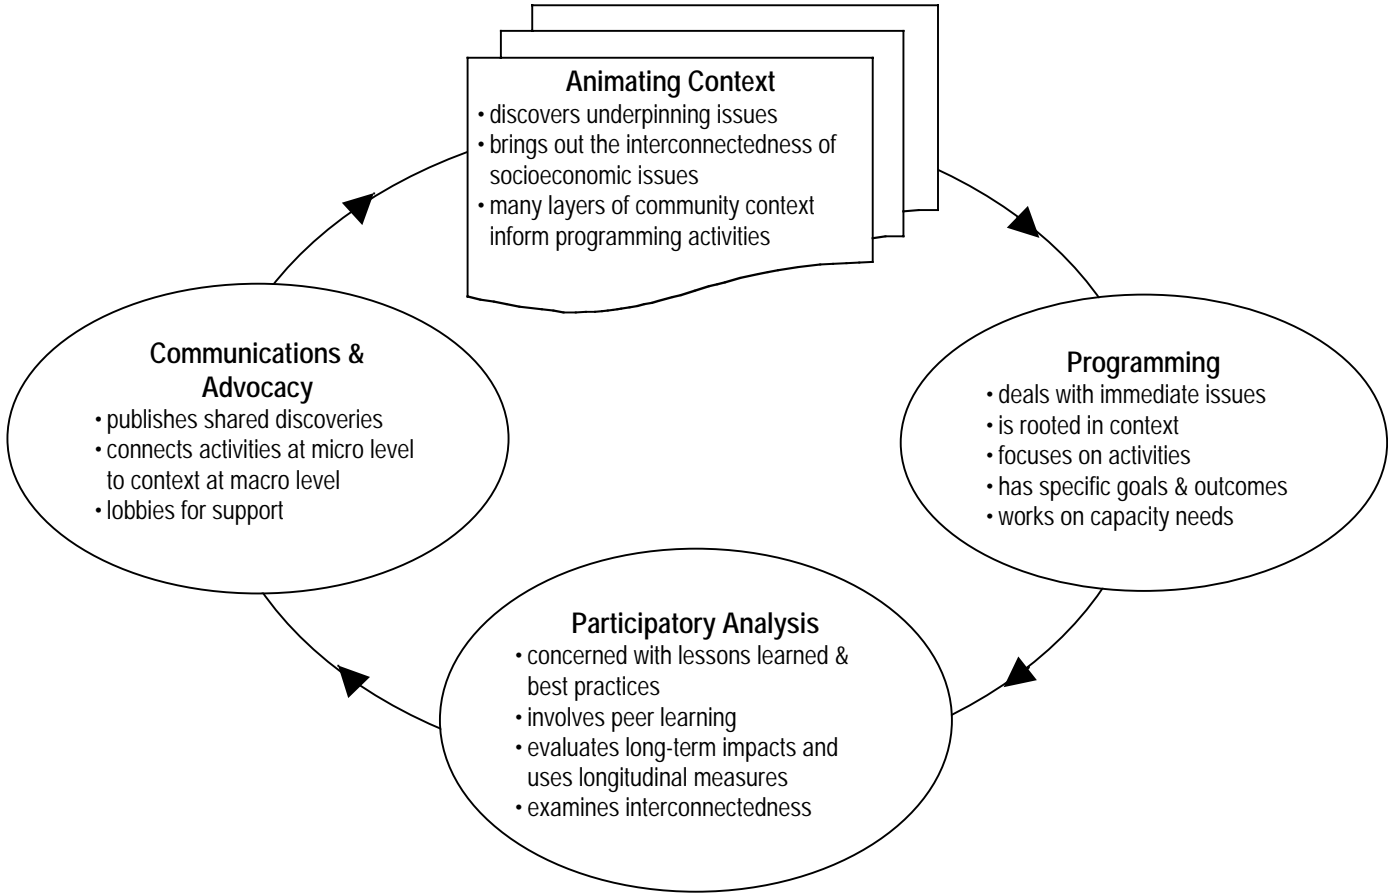 Animating Context
• discovers underpinning issues
• brings out the interconnectedness of
socioeconomic issues
• many layers of community context
inform programming activities
Programming
• deals with immediate issues
• is rooted in context
• focuses on activities
• has specific goals & outcomes
• works on capacity needs
Participatory Analysis
• concerned with lessons learned &
best practices
• involves peer learning
• evaluates long-term impacts and
uses longitudinal measures
• examines interconnectedness
Communications &
Advocacy
• publishes shared discoveries
• connects activities at micro level
to context at macro level
• lobbies for support